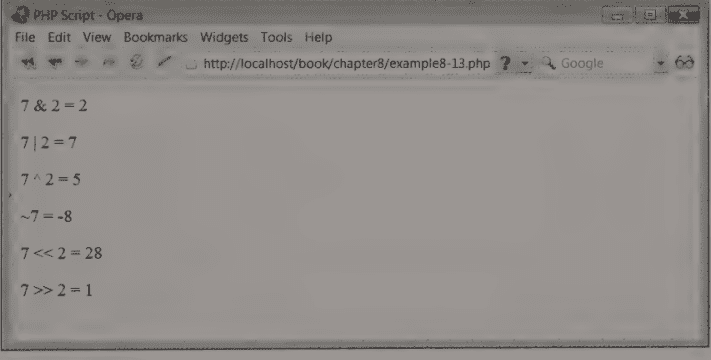 PHP Script - Opera
File Edit View Bookmarks Widgets Tools Help
http://localhost/book/chapter8/example8-13.php ? Google
7 & 2 = 2
7 | 2 = 7
7 ^ 2 = 5
~7 = -8
7 << 2 = 28
7 >> 2 = 1